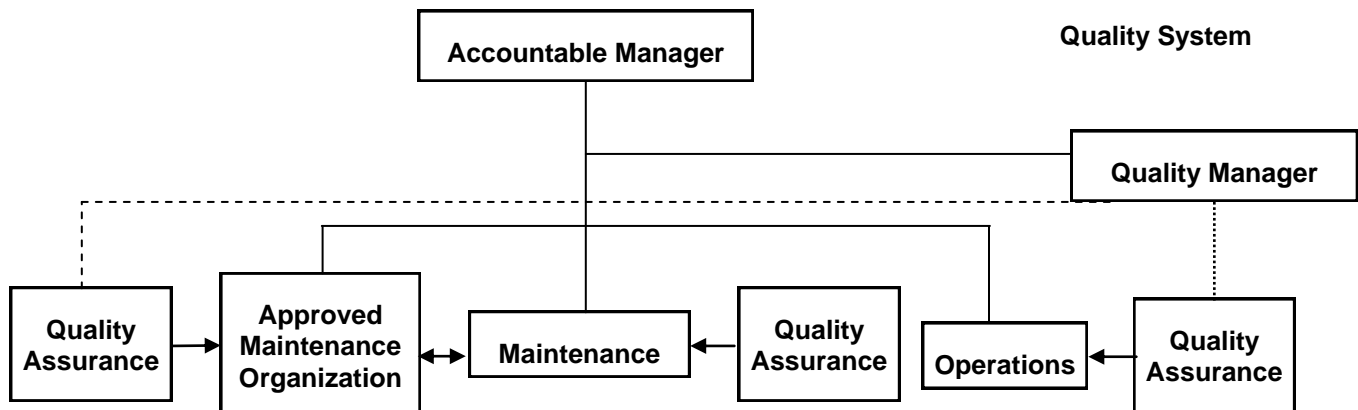 Accountable Manager
Quality System
Quality Manager
Quality
Assurance
Approved
Maintenance
Organization
Maintenance
Quality
Assurance
Operations
Quality
Assurance